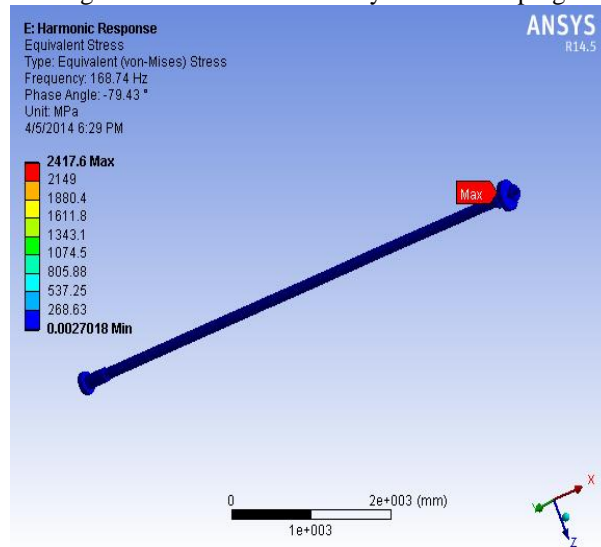 E: Harmonic Response
Equivalent Stress
Type: Equivalent (von-Mises) Stress
Frequency: 168.74 Hz
Phase Angle: -79.43 °
Unit: MPa
4/5/2014 6:29 PM
ANSYS
R14.5
2417.6 Max
2149
1880.4
1611.8
1343.1
1074.5
805.88
537.25
268.63
0.0027018 Min
Max
0
2e+003 (mm)
1e+003
X
Y
Z